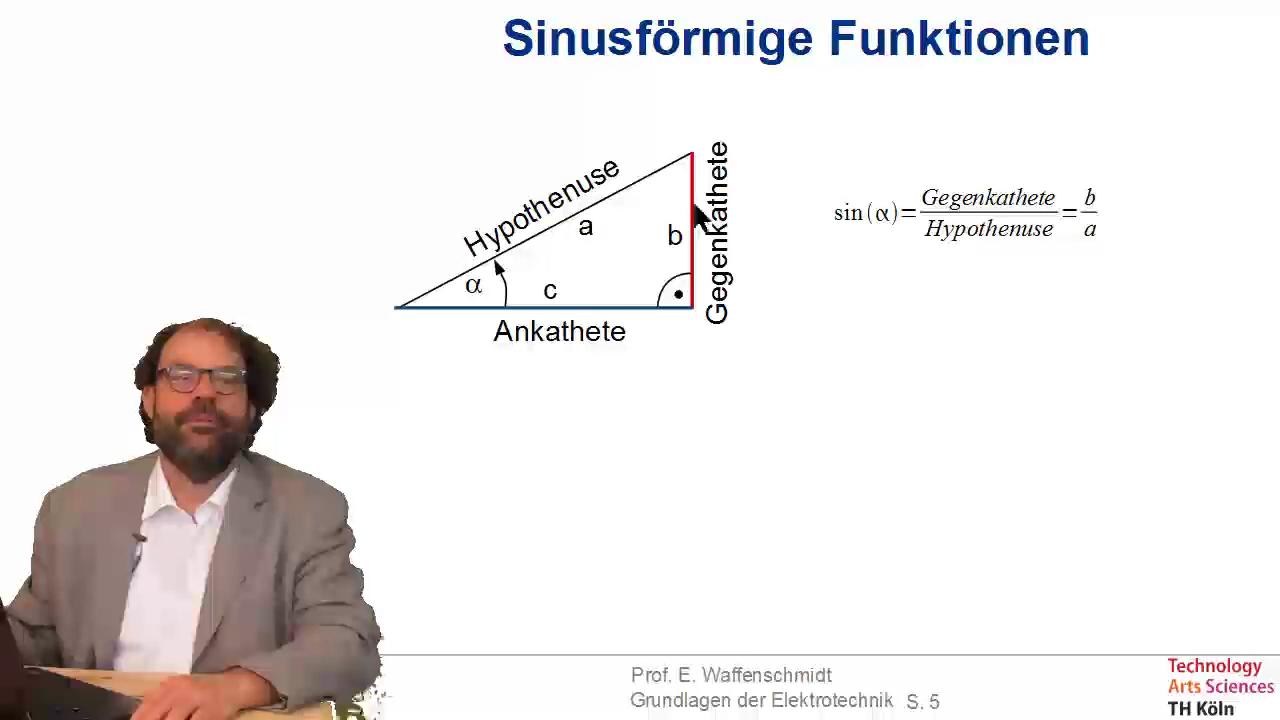 Sinusförmige Funktionen
Hypothenuse
a
b
Gegenkathete
α
c
Ankathete
sin(α)=Gegenkathete/Hypothenuse=b/a
Prof. E. Waffenschmidt
Grundlagen der Elektrotechnik S. 5
Technology
Arts Sciences
TH Köln